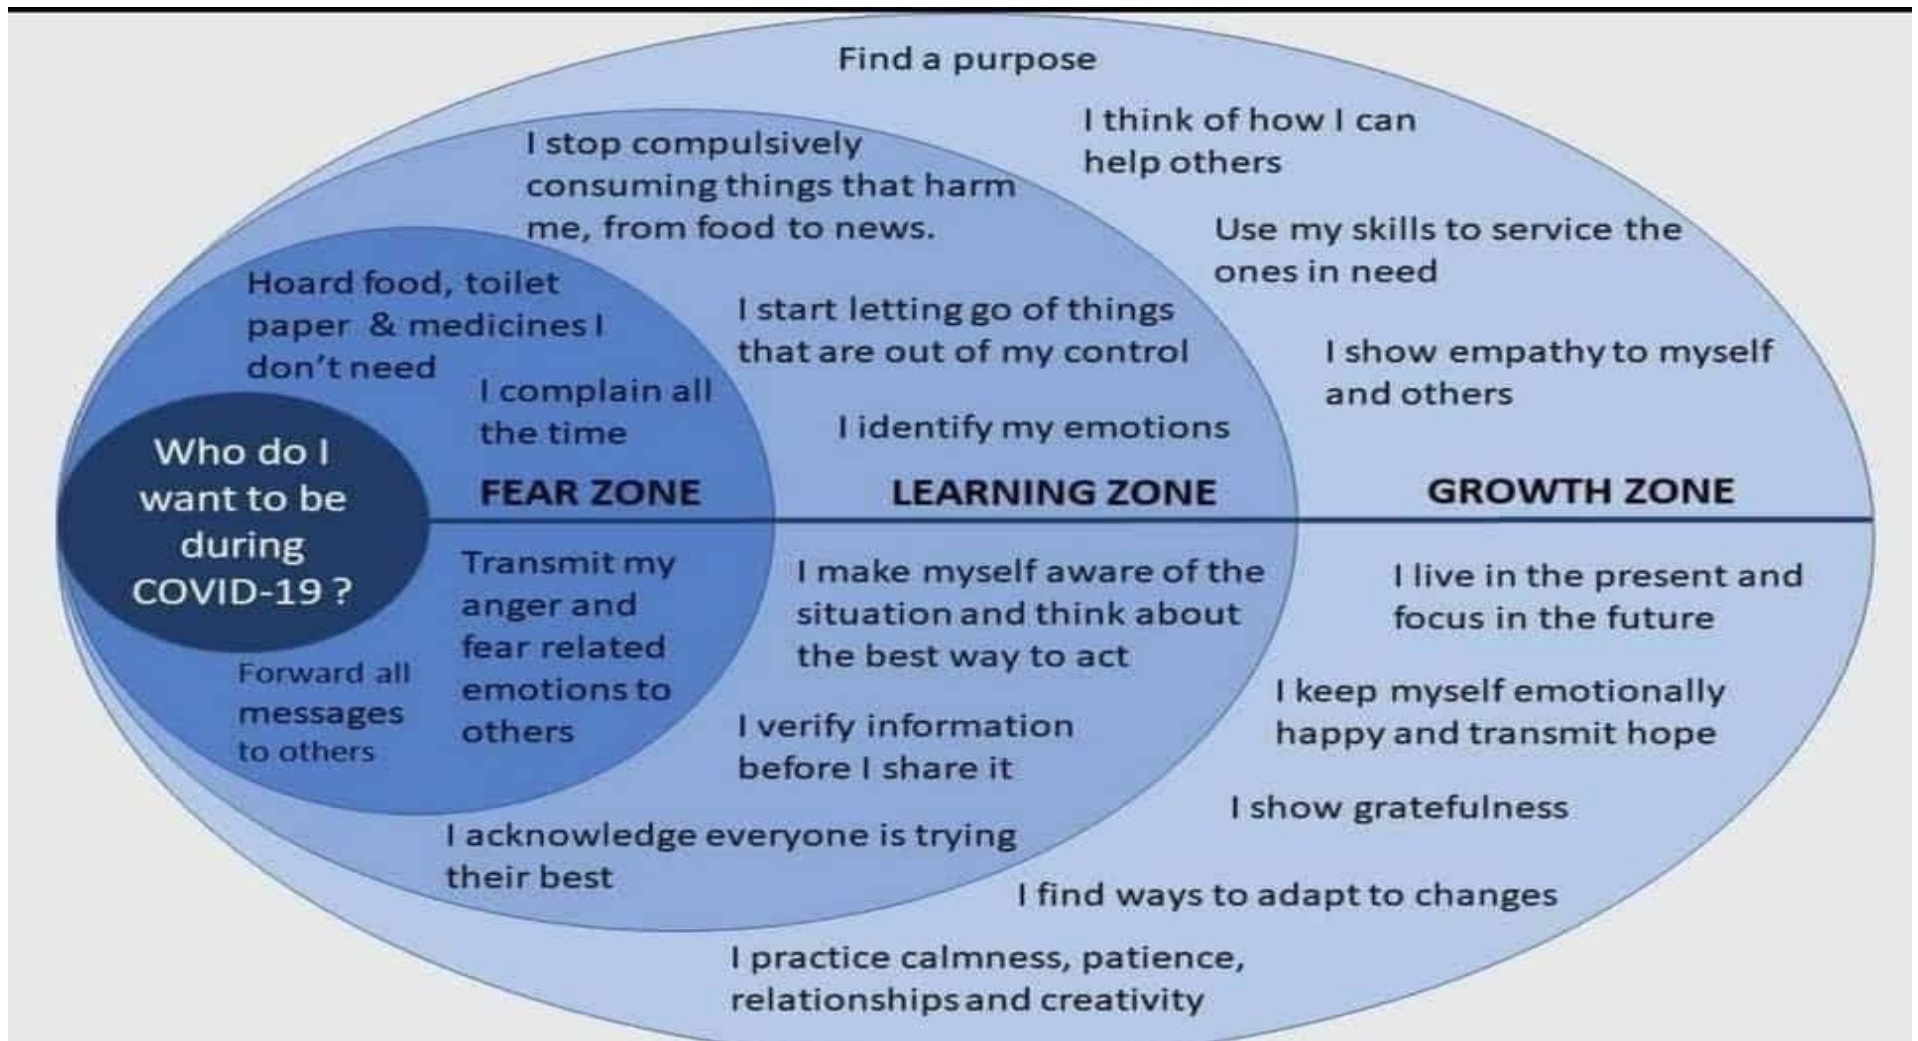 Find a purpose
I think of how I can
help others
Use my skills to service the
ones in need
I show empathy to myself
and others
I stop compulsively
consuming things that harm
me, from food to news.
I start letting go of things
that are out of my control
I identify my emotions
Hoard food, toilet
paper & medicines I
don't need
I complain all
the time
Who do I
want to be
during
COVID-19 ?
FEAR ZONE
LEARNING ZONE
GROWTH ZONE
Transmit my
anger and
fear related
emotions to
others
Forward all
messages
to others
I make myself aware of the
situation and think about
the best way to act
I verify information
before I share it
I acknowledge everyone is trying
their best
I live in the present and
focus in the future
I keep myself emotionally
happy and transmit hope
I show gratefulness
I find ways to adapt to changes
I practice calmness, patience,
relationships and creativity